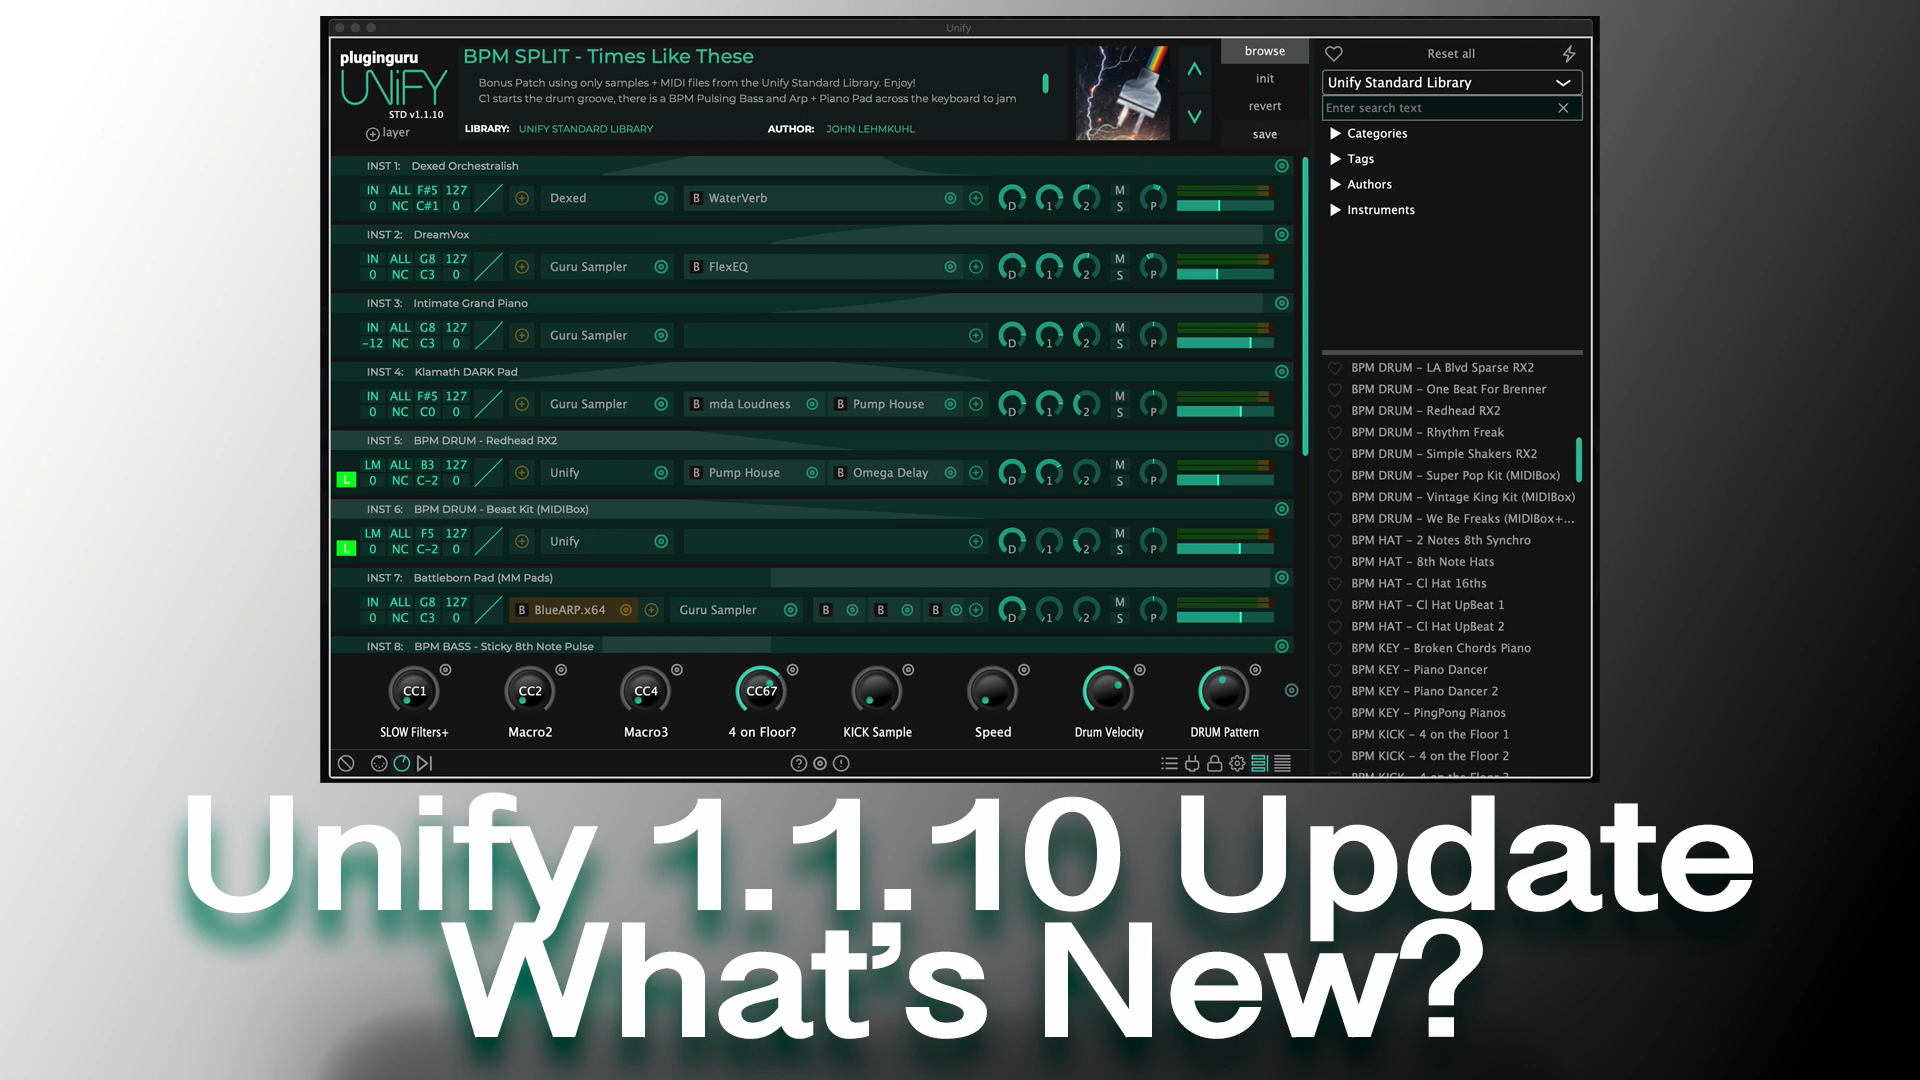 Unify
pluginguru
UNIFY
STD v1.1.10
layer
BPM SPLIT - Times Like These
Bonus Patch using only samples + MIDI files from the Unify Standard Library. Enjoy!
C1 starts the drum groove, there is a BPM Pulsing Bass and Arp + Piano Pad across the keyboard to jam
LIBRARY: UNIFY STANDARD LIBRARY AUTHOR: JOHN LEHMKUHL
browse
init
revert
save
INST 1: Dexed Orchestralish
IN ALL F#5 127 Dexed B WaterVerb D 1 2 M P
0 NC C#1 0 S
INST 2: DreamVox
IN ALL G8 127 Guru Sampler B FlexEQ D 1 2 M P
0 NC C3 0 S
INST 3: Intimate Grand Piano
IN ALL G8 127 Guru Sampler D 1 2 M P
-12 NC C3 0 S
INST 4: Klamath DARK Pad
IN ALL F#5 127 Guru Sampler B mda Loudness B Pump House D 1 2 M P
0 NC C0 0 S
INST 5: BPM DRUM - Redhead RX2
L LM ALL B3 127 Unify B Pump House B Omega Delay D 1 2 M P
0 NC C-2 0 S
INST 6: BPM DRUM - Beast Kit (MIDIBox)
L LM ALL F5 127 Unify D 1 2 M P
0 NC C-2 0 S
INST 7: Battleborn Pad (MM Pads)
IN ALL G8 127 B BlueARP.x64 Guru Sampler B B B D 1 2 M P
0 NC C3 0 S
INST 8: BPM BASS - Sticky 8th Note Pulse
CC1 CC2 CC4 CC67
SLOW Filters+ Macro2 Macro3 4 on Floor? KICK Sample Speed Drum Velocity DRUM Pattern
Reset all
Unify Standard Library
Enter search text
Categories
Tags
Authors
Instruments
BPM DRUM - LA Blvd Sparse RX2
BPM DRUM - One Beat For Brenner
BPM DRUM - Redhead RX2
BPM DRUM - Rhythm Freak
BPM DRUM - Simple Shakers RX2
BPM DRUM - Super Pop Kit (MIDIBox)
BPM DRUM - Vintage King Kit (MIDIBox)
BPM DRUM - We Be Freaks (MIDIBox+...
BPM HAT - 2 Notes 8th Synchro
BPM HAT - 8th Note Hats
BPM HAT - Cl Hat 16ths
BPM HAT - Cl Hat UpBeat 1
BPM HAT - Cl Hat UpBeat 2
BPM KEY - Broken Chords Piano
BPM KEY - Piano Dancer
BPM KEY - Piano Dancer 2
BPM KEY - PingPong Pianos
BPM KICK - 4 on the Floor 1
BPM KICK - 4 on the Floor 2
Unify 1.1.10 Update
What's New?